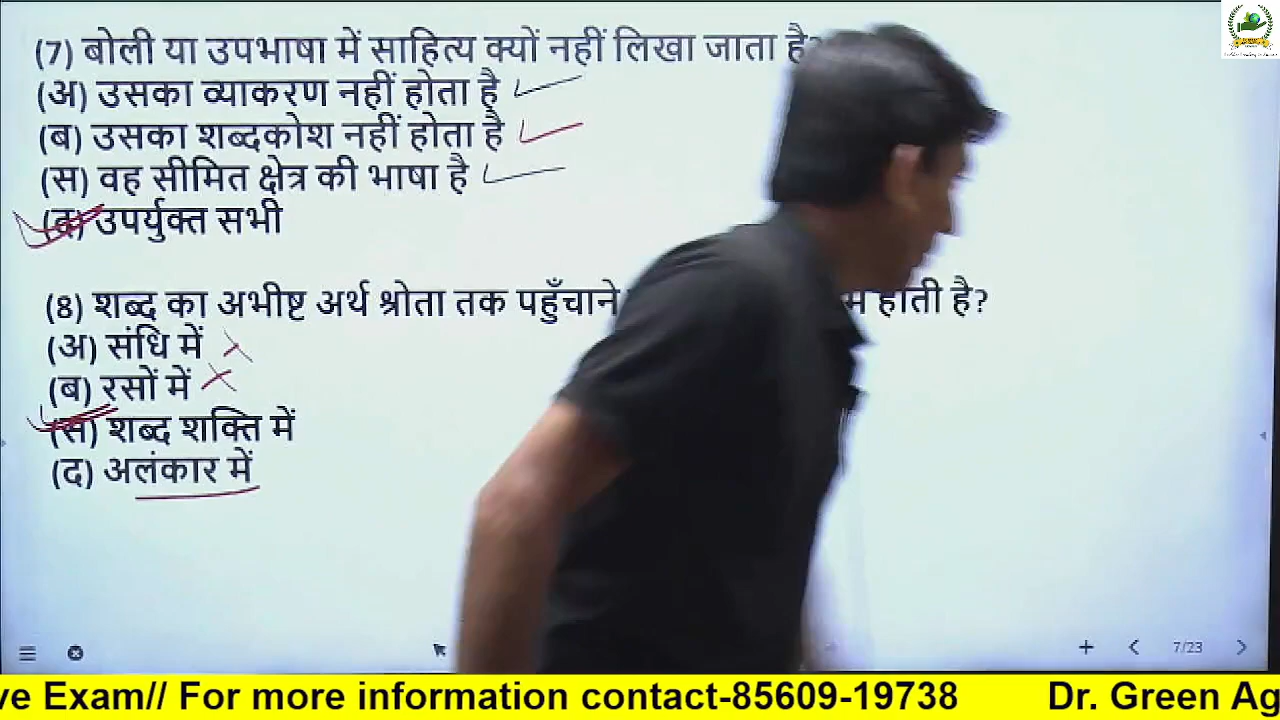 (7) बोली या उपभाषा में साहित्य क्यों नहीं लिखा जाता है?
(अ) उसका व्याकरण नहीं होता है
(ब) उसका शब्दकोश नहीं होता है
(स) वह सीमित क्षेत्र की भाषा है
(द) उपर्युक्त सभी
(8) शब्द का अभीष्ट अर्थ श्रोता तक पहुँचाने होती है?
(अ) संधि में
(ब) रसों में
(स) शब्द शक्ति में
(द) अलंकार में
7/23
ve Exam// For more information contact-85609-19738 Dr. Green Ag